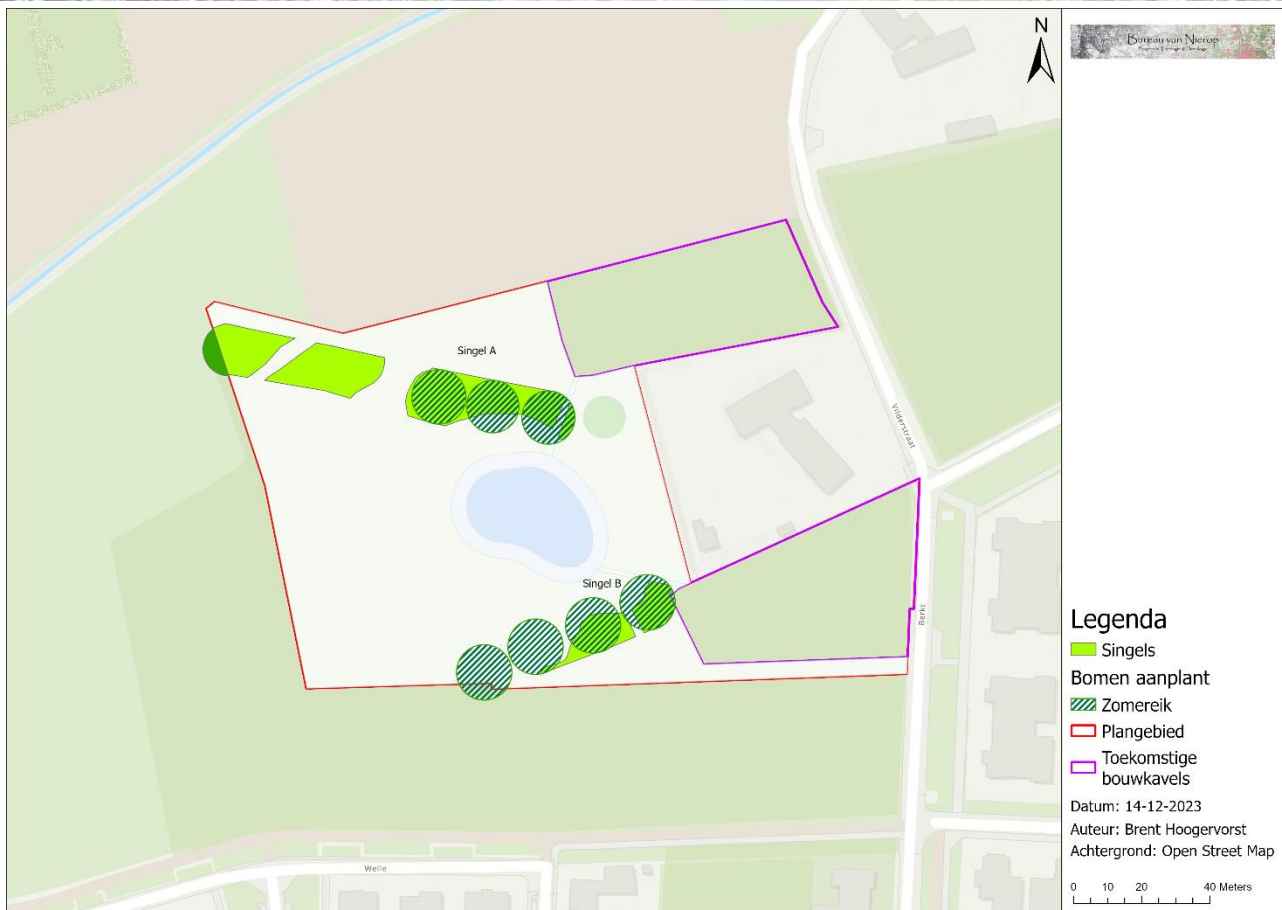 N
Bureau van Nierop
Singel A
Vilderstraat
Singel B
Berkt
Welle
Legenda
Singels
Bomen aanplant
Zomereik
Plangebied
Toekomstige
bouwkavels
Datum: 14-12-2023
Auteur: Brent Hoogervorst
Achtergrond: Open Street Map
0 10 20 40 Meters